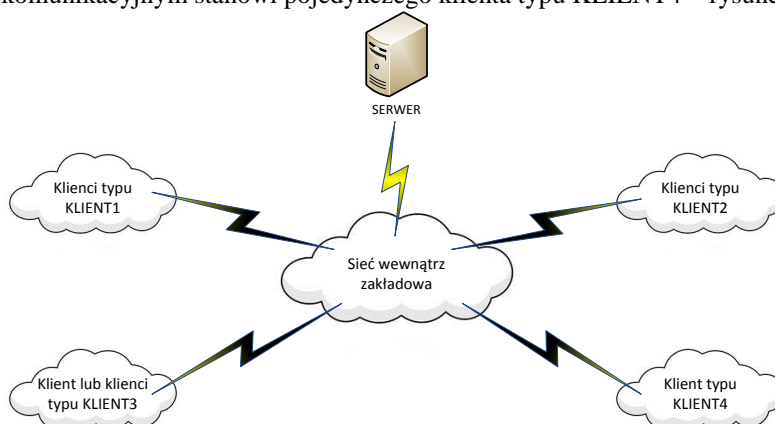 komunikacyjnym stanowi pojedynczego klienta typu KLIENT4
SERWER
Klienci typu
KLIENT1
Klienci typu
KLIENT2
Sieć wewnątrz
zakładowa
Klient lub klienci
typu KLIENT3
Klient typu
KLIENT4